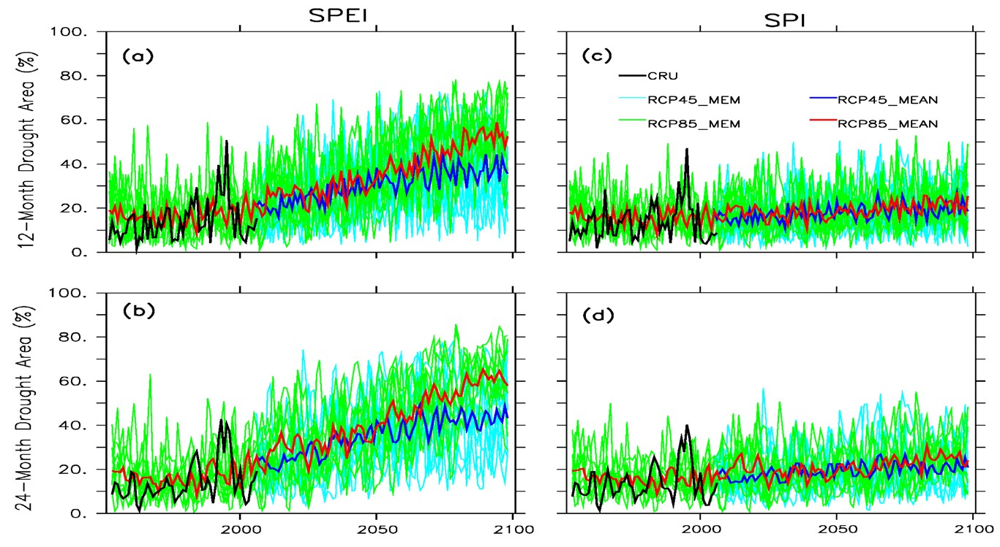 SPEI
SPI
12-Month Drought Area (%)
100.
80.
60.
40.
20.
0.
(a)
(c)
CRU
RCP45_MEM
RCP45_MEAN
RCP85_MEM
RCP85_MEAN
24-Month Drought Area (%)
100.
80.
60.
40.
20.
0.
(b)
(d)
2000
2050
2100
2000
2050
2100